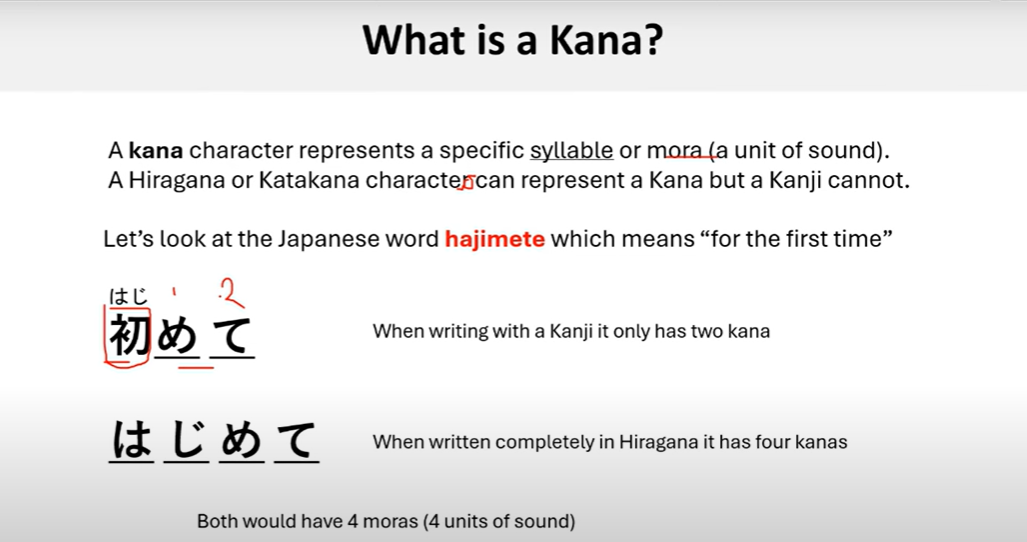 What is a Kana?
A kana character represents a specific syllable or mora (a unit of sound).
A Hiragana or Katakana character can represent a Kana but a Kanji cannot.
Let's look at the Japanese word hajimete which means “for the first time”
はじ 1 2
初めて
When writing with a Kanji it only has two kana
はじめて
When written completely in Hiragana it has four kanas
Both would have 4 moras (4 units of sound)